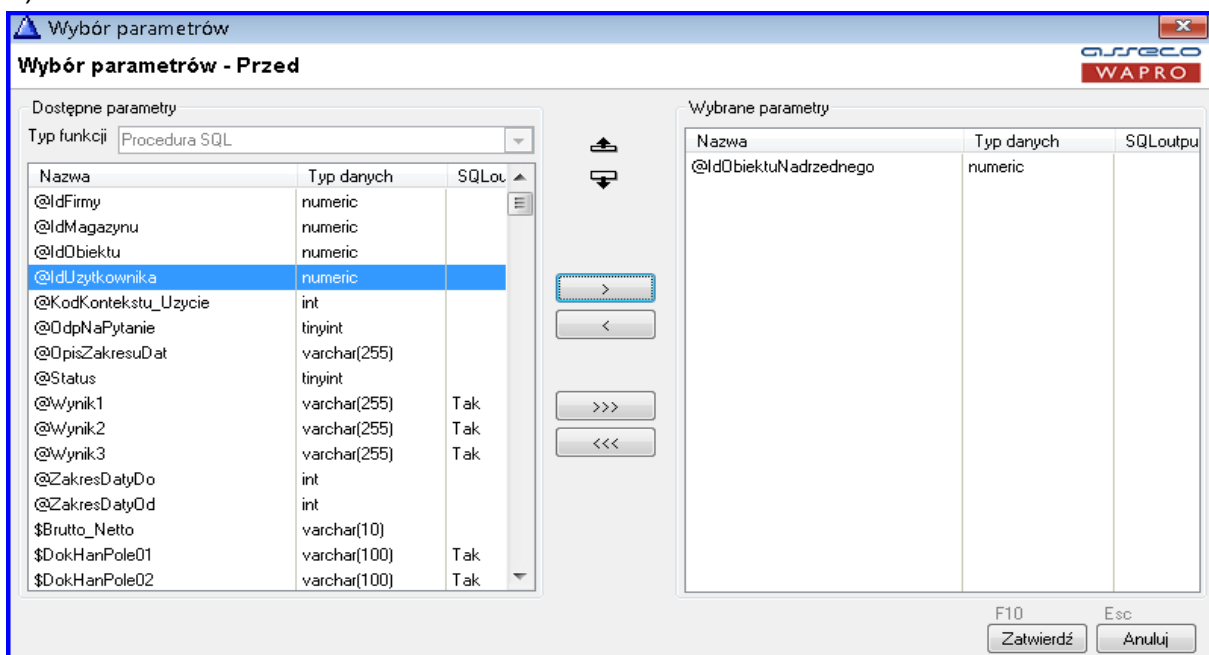 Wybór parametrów
Wybór parametrów - Przed
asseco
WAPRO
Dostępne parametry
Typ funkcji Procedura SQL
Nazwa Typ danych SQLou
@IdFirmy numeric
@IdMagazynu numeric
@IdObiektu numeric
@IdUzytkownika numeric
@KodKontekstu_Uzycie int
@OdpNaPytanie tinyint
@OpisZakresuDat varchar(255)
@Status tinyint
@Wynik1 varchar(255) Tak
@Wynik2 varchar(255) Tak
@Wynik3 varchar(255) Tak
@ZakresDatyDo int
@ZakresDatyOd int
$Brutto_Netto varchar(10)
$DokHanPole01 varchar(100) Tak
$DokHanPole02 varchar(100) Tak
>
<
>>>
<<<
Wybrane parametry
Nazwa Typ danych SQLoutpu
@IdObiektuNadrzednego numeric
F10 Esc
Zatwierdź Anuluj